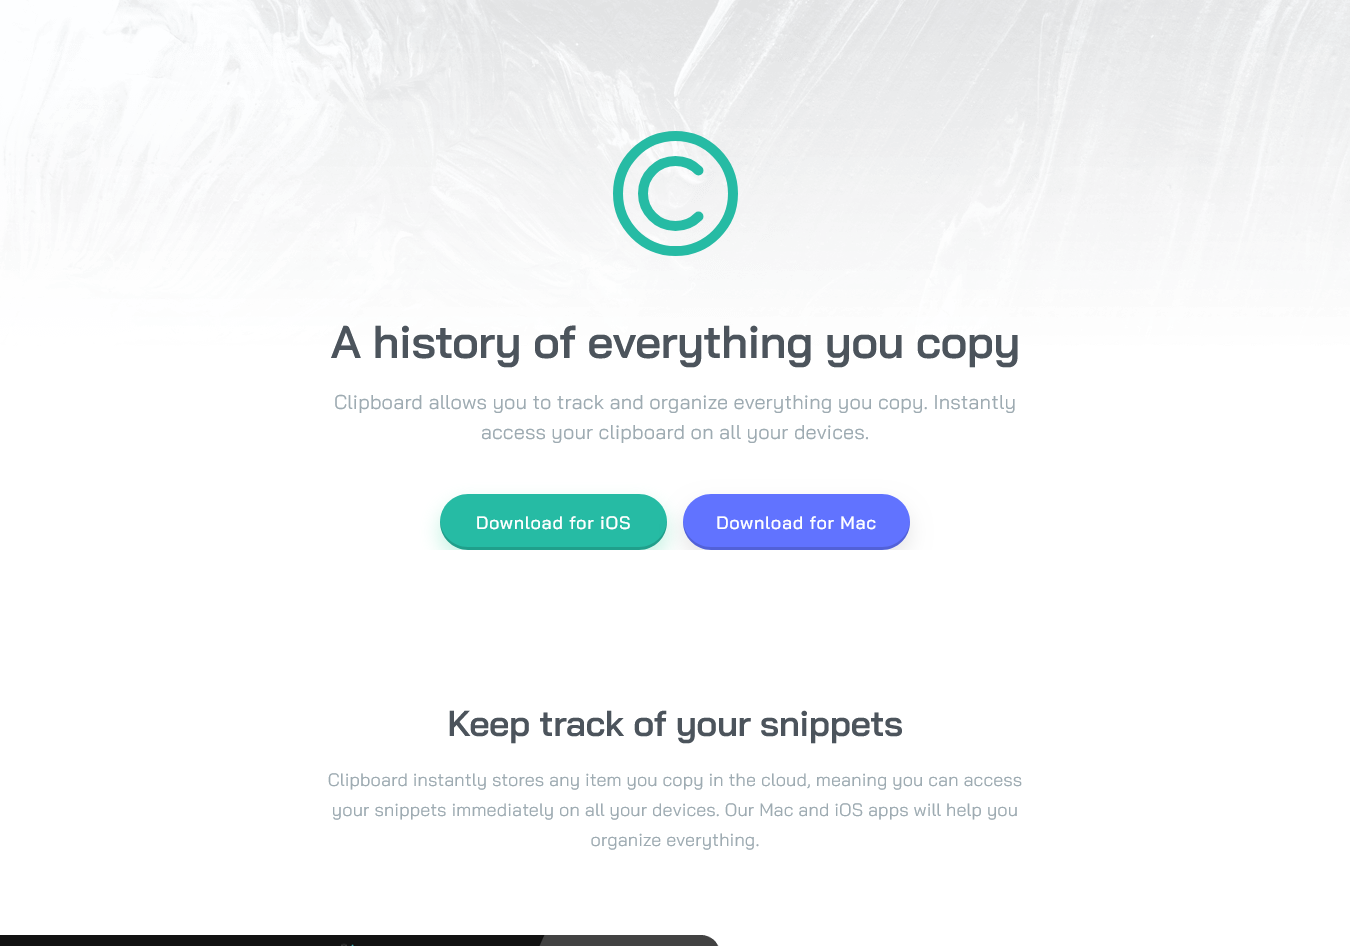 A history of everything you copy
Clipboard allows you to track and organize everything you copy. Instantly
access your clipboard on all your devices.
Download for iOS
Download for Mac
Keep track of your snippets
Clipboard instantly stores any item you copy in the cloud, meaning you can access
your snippets immediately on all your devices. Our Mac and iOS apps will help you
organize everything.